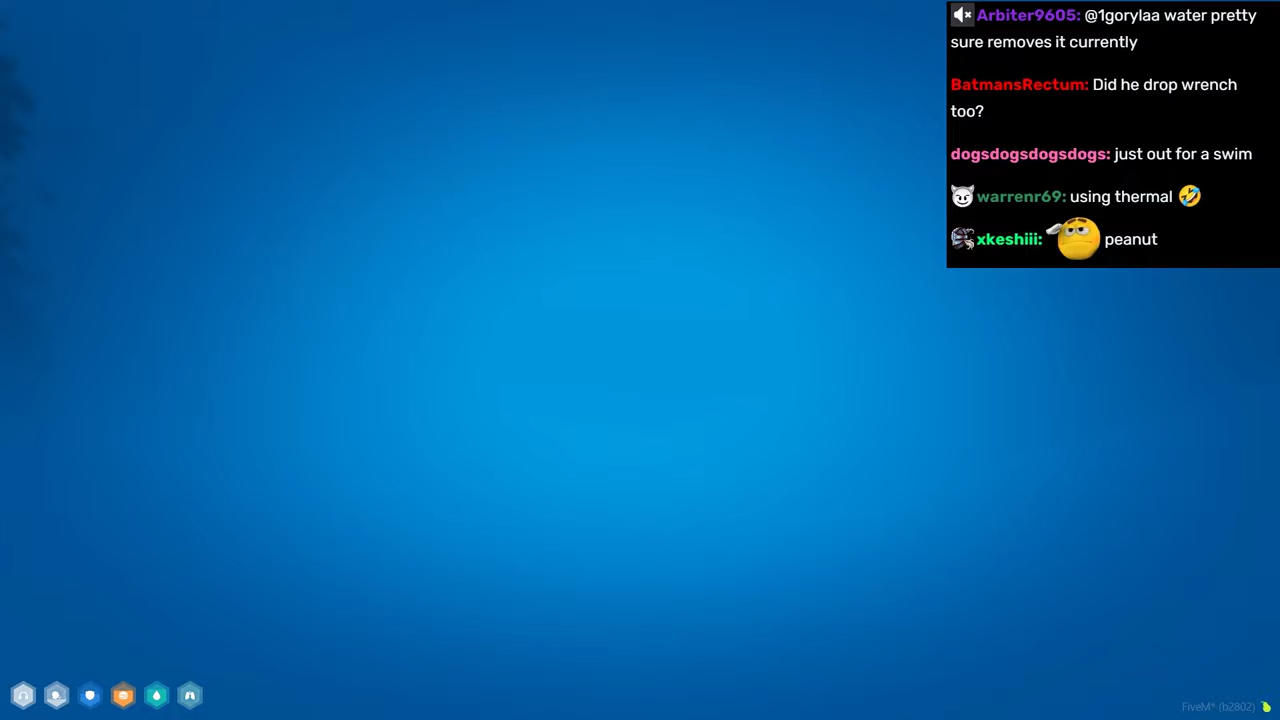 Arbiter9605: @1gorylaa water pretty
sure removes it currently
BatmansRectum: Did he drop wrench
too?
dogsdogsdogsdogs: just out for a swim
warrenr69: using thermal 🤣
xkeshiii: peanut
FiveM* (b2802)